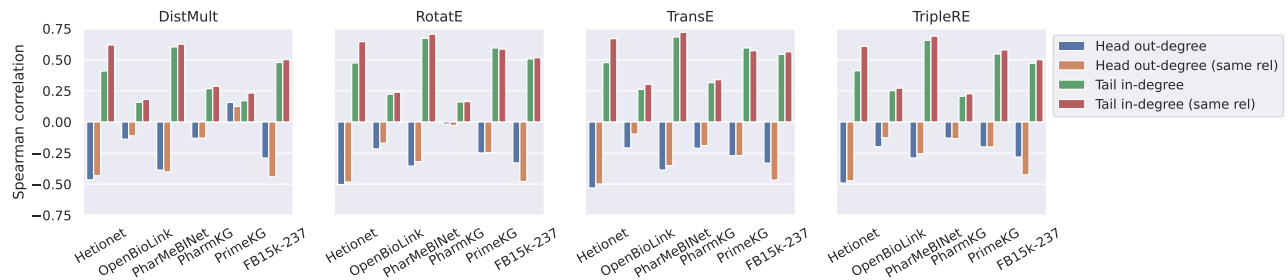 DistMult
RotatE
TransE
TripleRE
Spearman correlation
0.75
0.50
0.25
0.00
−0.25
−0.50
−0.75
Hetionet
OpenBioLink
PharMeBINet
PharmKG
PrimeKG
FB15k-237
Hetionet
OpenBioLink
PharMeBINet
PharmKG
PrimeKG
FB15k-237
Hetionet
OpenBioLink
PharMeBINet
PharmKG
PrimeKG
FB15k-237
Hetionet
OpenBioLink
PharMeBINet
PharmKG
PrimeKG
FB15k-237
Head out-degree
Head out-degree (same rel)
Tail in-degree
Tail in-degree (same rel)